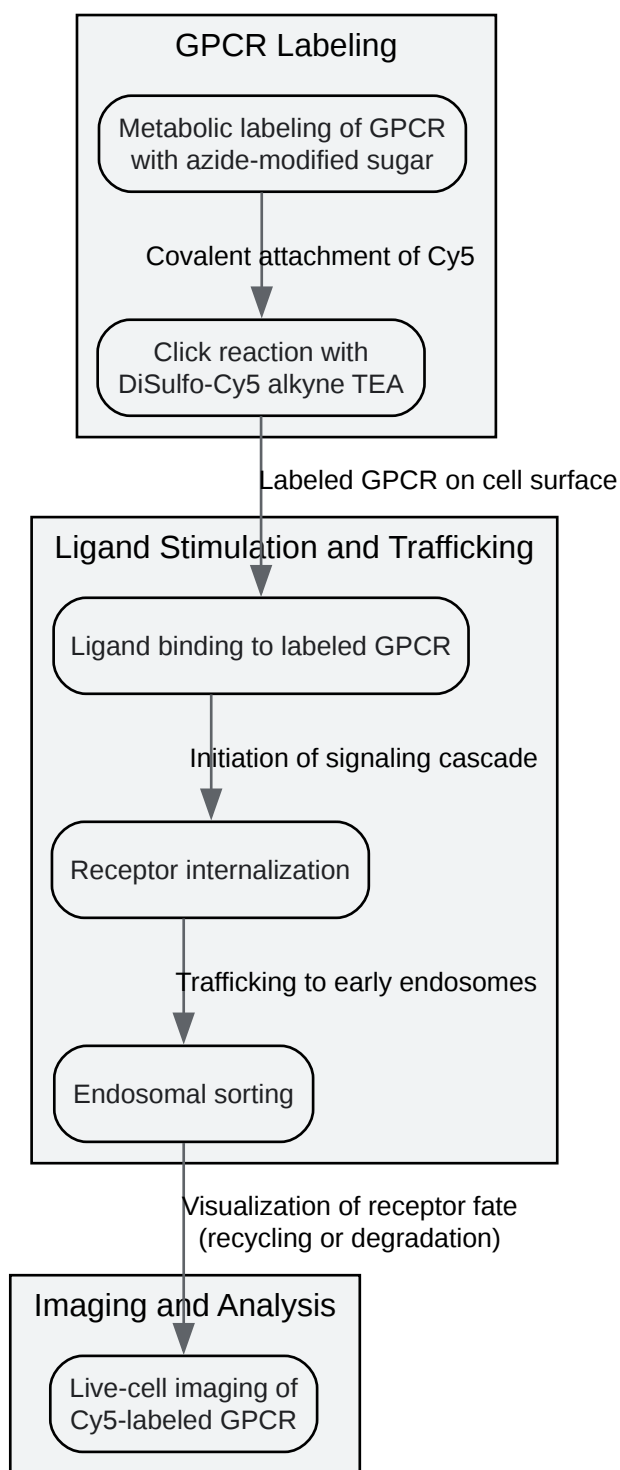 GPCR Labeling
Metabolic labeling of GPCR
with azide-modified sugar
Covalent attachment of Cy5
Click reaction with
DiSulfo-Cy5 alkyne TEA
Labeled GPCR on cell surface
Ligand Stimulation and Trafficking
Ligand binding to labeled GPCR
Initiation of signaling cascade
Receptor internalization
Trafficking to early endosomes
Endosomal sorting
Visualization of receptor fate
(recycling or degradation)
Imaging and Analysis
Live-cell imaging of
Cy5-labeled GPCR